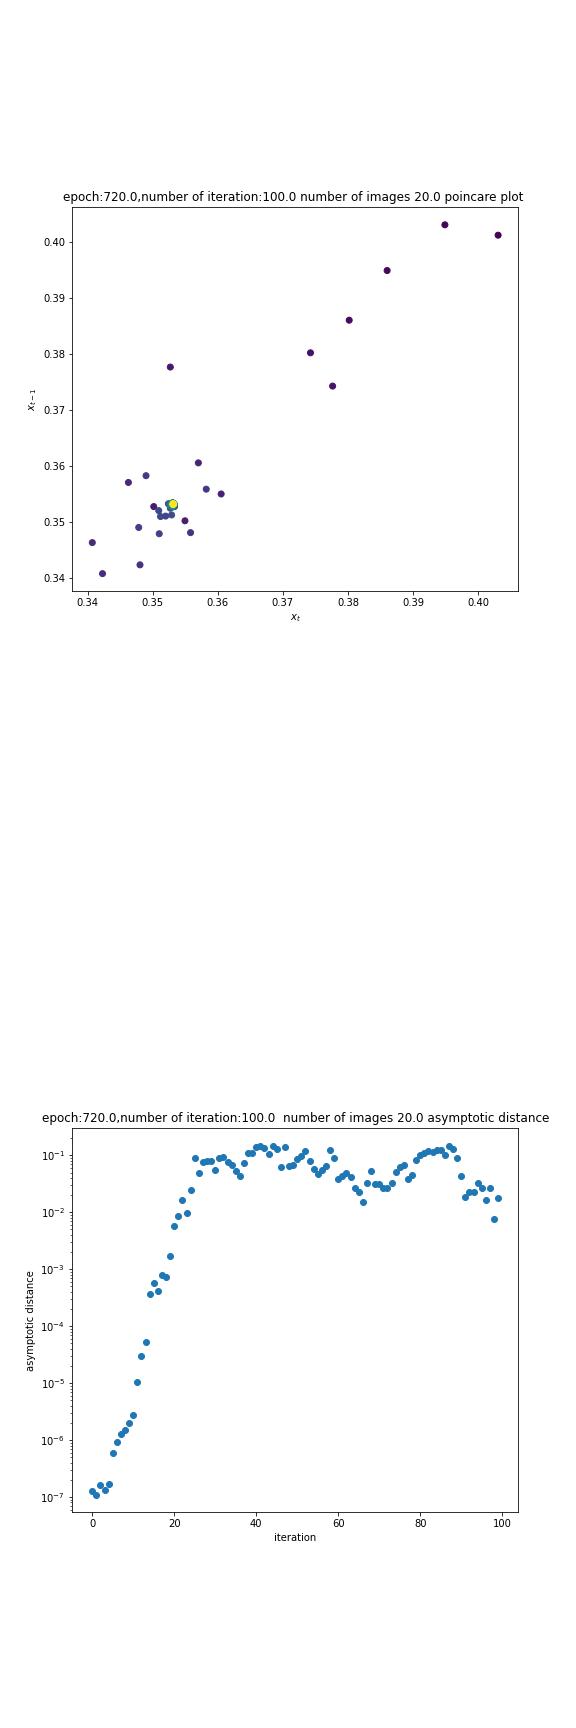 epoch:720.0,number of iteration:100.0 number of images 20.0 poincare plot
0.40
0.39
0.38
0.37
0.36
0.35
0.34
x_{t-1}
0.34 0.35 0.36 0.37 0.38 0.39 0.40
x_t
epoch:720.0,number of iteration:100.0  number of images 20.0 asymptotic distance
10^{-1}
10^{-2}
10^{-3}
10^{-4}
10^{-5}
10^{-6}
10^{-7}
asymptotic distance
0 20 40 60 80 100
iteration